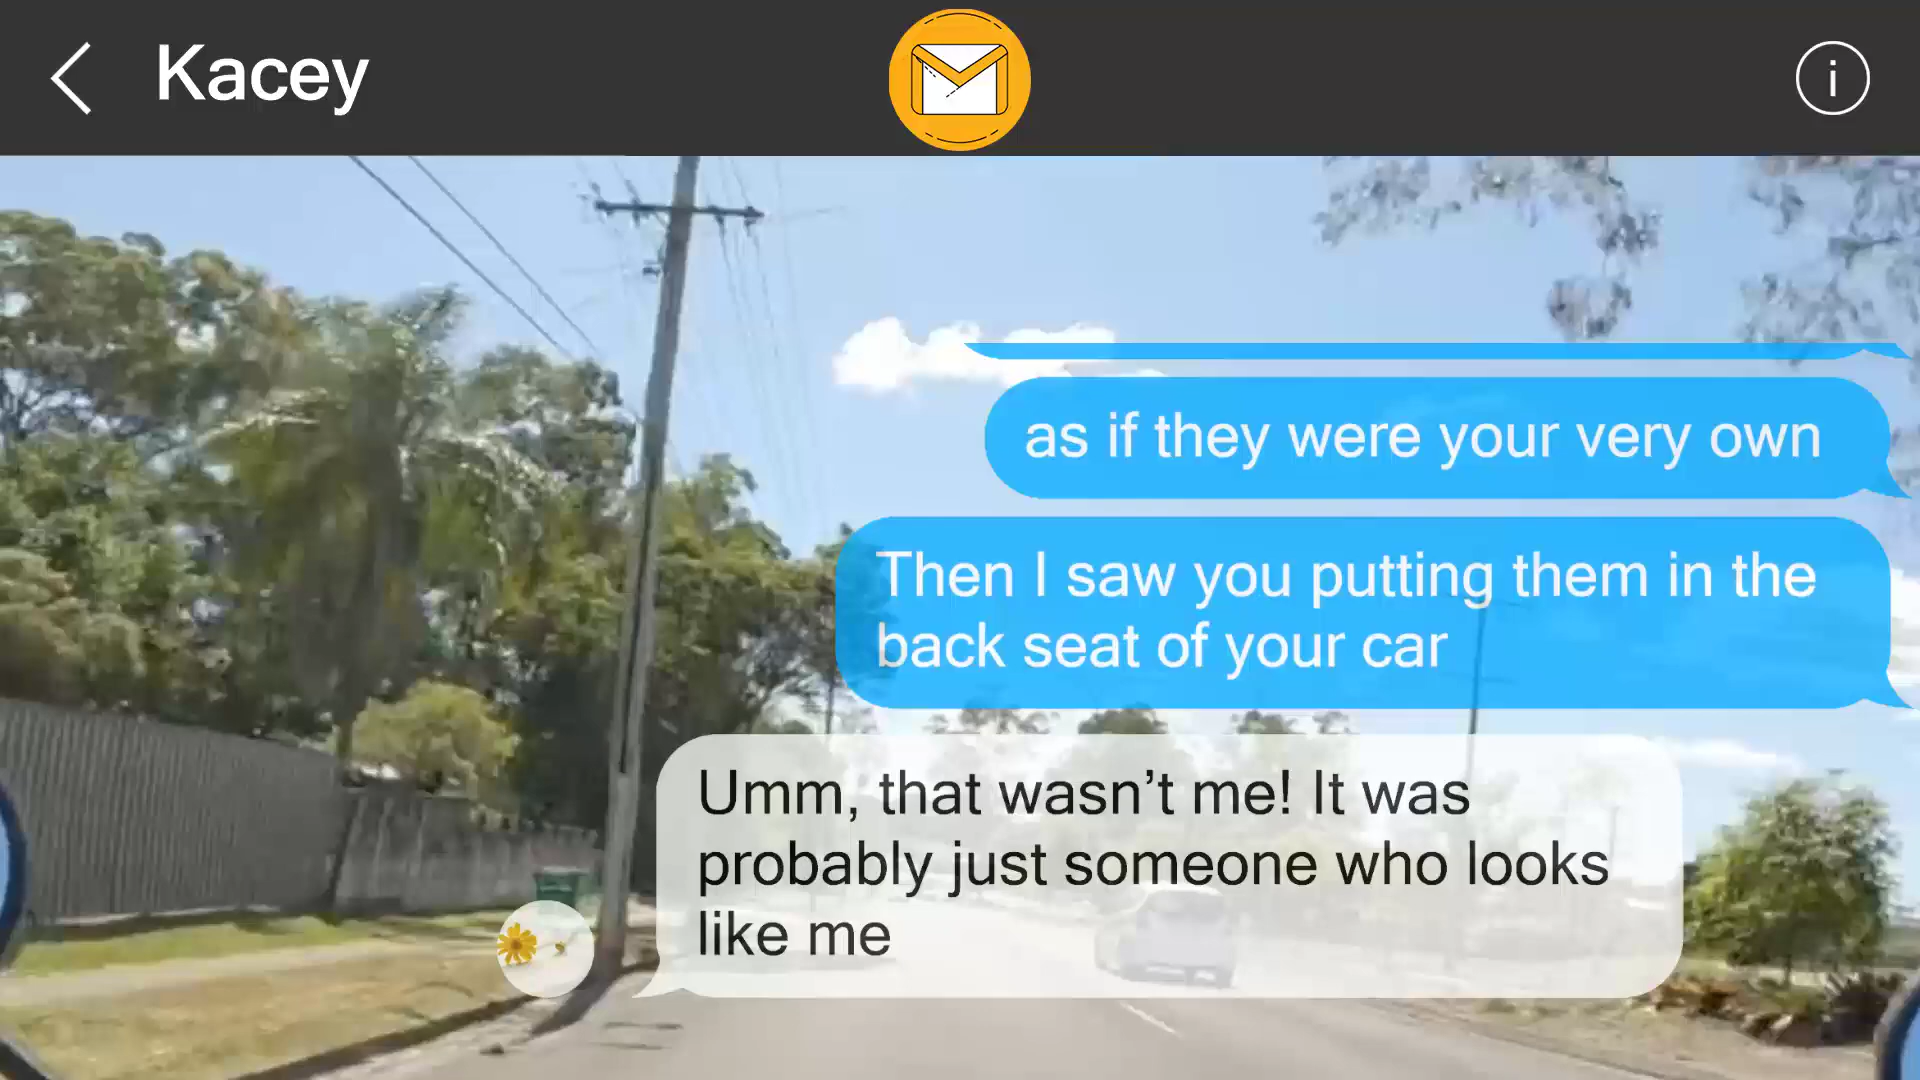 Kacey
i
as if they were your very own
Then I saw you putting them in the
back seat of your car
Umm, that wasn’t me! It was
probably just someone who looks
like me